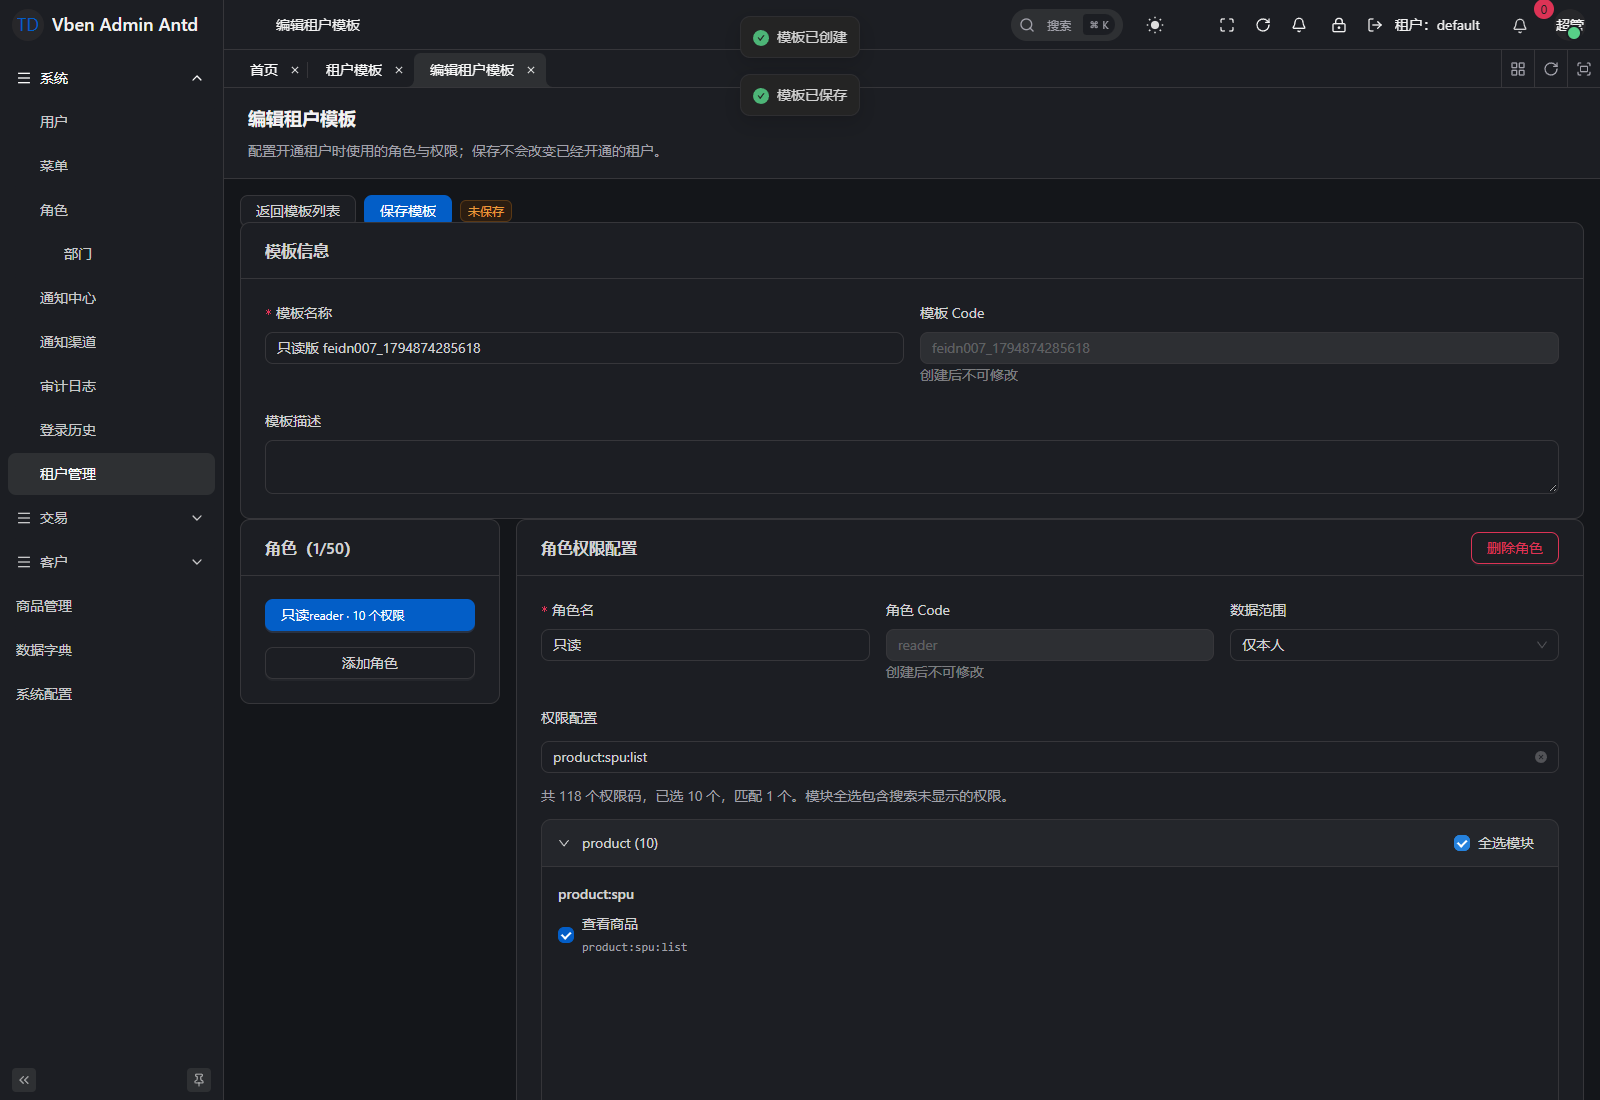 TD Vben Admin Antd
编辑租户模板
搜索 ⌘ K
租户：default
0
超管
模板已创建
模板已保存
首页
租户模板
编辑租户模板
系统
用户
菜单
角色
部门
通知中心
通知渠道
审计日志
登录历史
租户管理
交易
客户
商品管理
数据字典
系统配置
编辑租户模板
配置开通租户时使用的角色与权限；保存不会改变已经开通的租户。
返回模板列表
保存模板
未保存
模板信息
* 模板名称
只读版 feidn007_1794874285618
模板 Code
feidn007_1794874285618
创建后不可修改
模板描述
角色（1/50）
只读reader · 10 个权限
添加角色
角色权限配置
删除角色
* 角色名
只读
角色 Code
reader
创建后不可修改
数据范围
仅本人
权限配置
product:spu:list
共 118 个权限码，已选 10 个，匹配 1 个。模块全选包含搜索未显示的权限。
product (10)
全选模块
product:spu
查看商品
product:spu:list